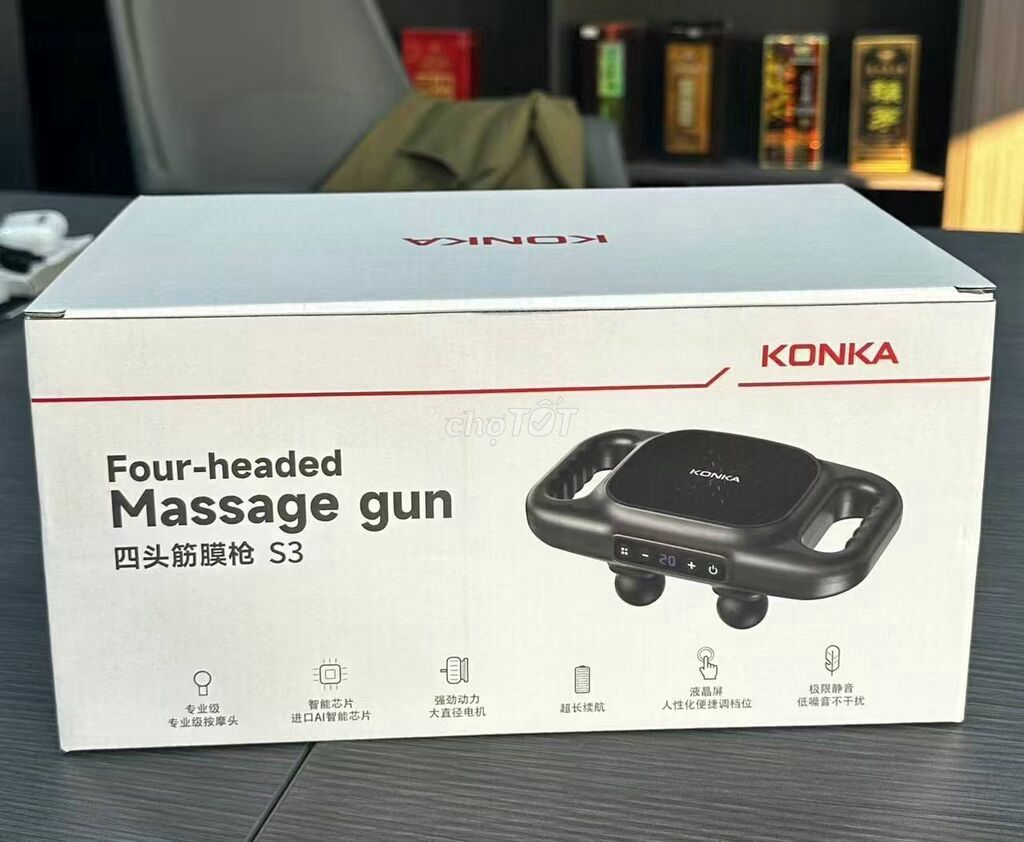 KONKA
KONKA
chợTỐT
Four-headed
Massage gun
四头筋膜枪 S3
KONKA
20
专业级
专业级按摩头
智能芯片
进口AI智能芯片
强劲动力
大直径电机
超长续航
液晶屏
人性化便捷调档位
极限静音
低噪音不干扰